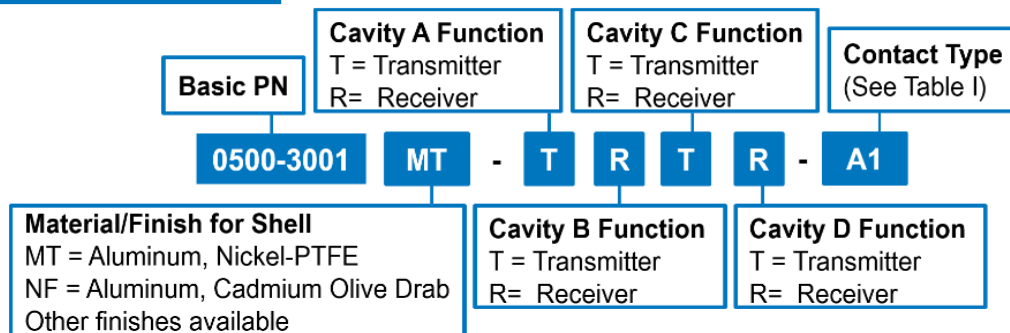 Cavity A Function
T = Transmitter
R= Receiver
Cavity C Function
T = Transmitter
R= Receiver
Contact Type
(See Table I)
Basic PN
0500-3001 MT - T R T R - A1
Material/Finish for Shell
MT = Aluminum, Nickel-PTFE
NF = Aluminum, Cadmium Olive Drab
Other finishes available
Cavity B Function
T = Transmitter
R= Receiver
Cavity D Function
T = Transmitter
R= Receiver